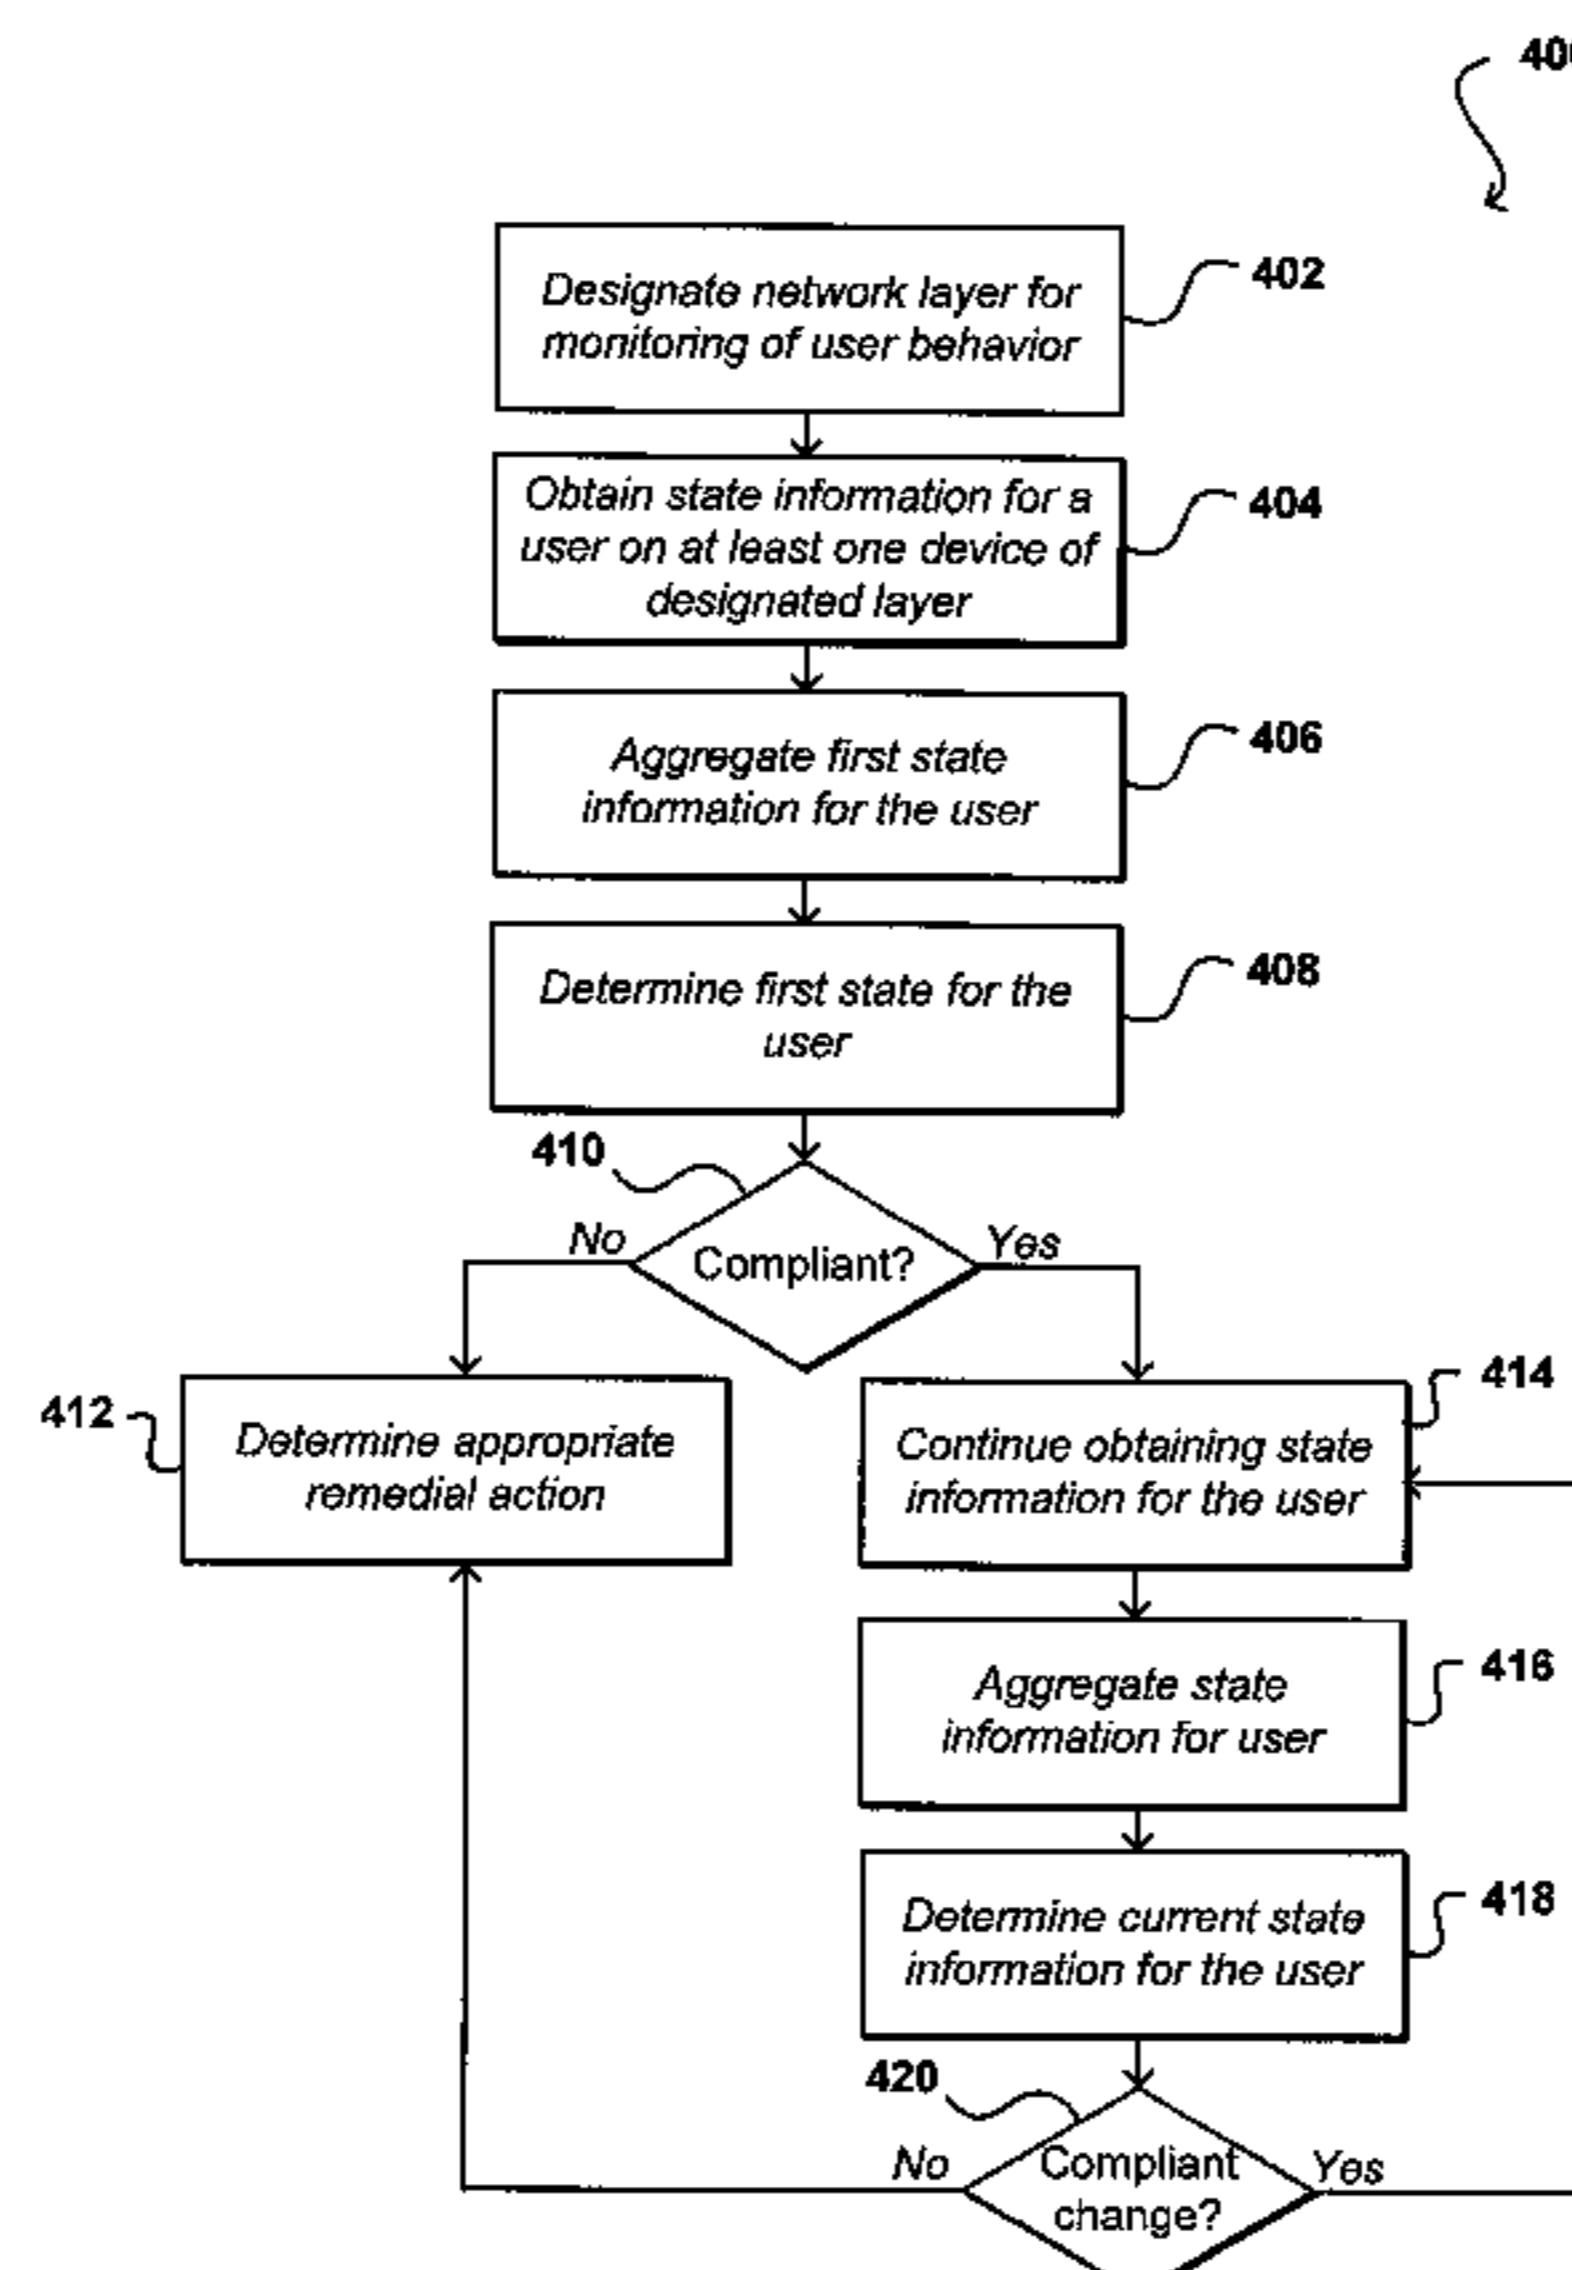 Designate network layer for
monitoring of user behavior
402
Obtain state information for a
user on at least one device of
designated layer
404
Aggregate first state
information for the user
406
Determine first state for the
user
408
410
No
Compliant?
Yes
412
Determine appropriate
remedial action
414
Continue obtaining state
information for the user
416
Aggregate state
information for user
418
Determine current state
information for the user
420
No
Compliant
change?
Yes